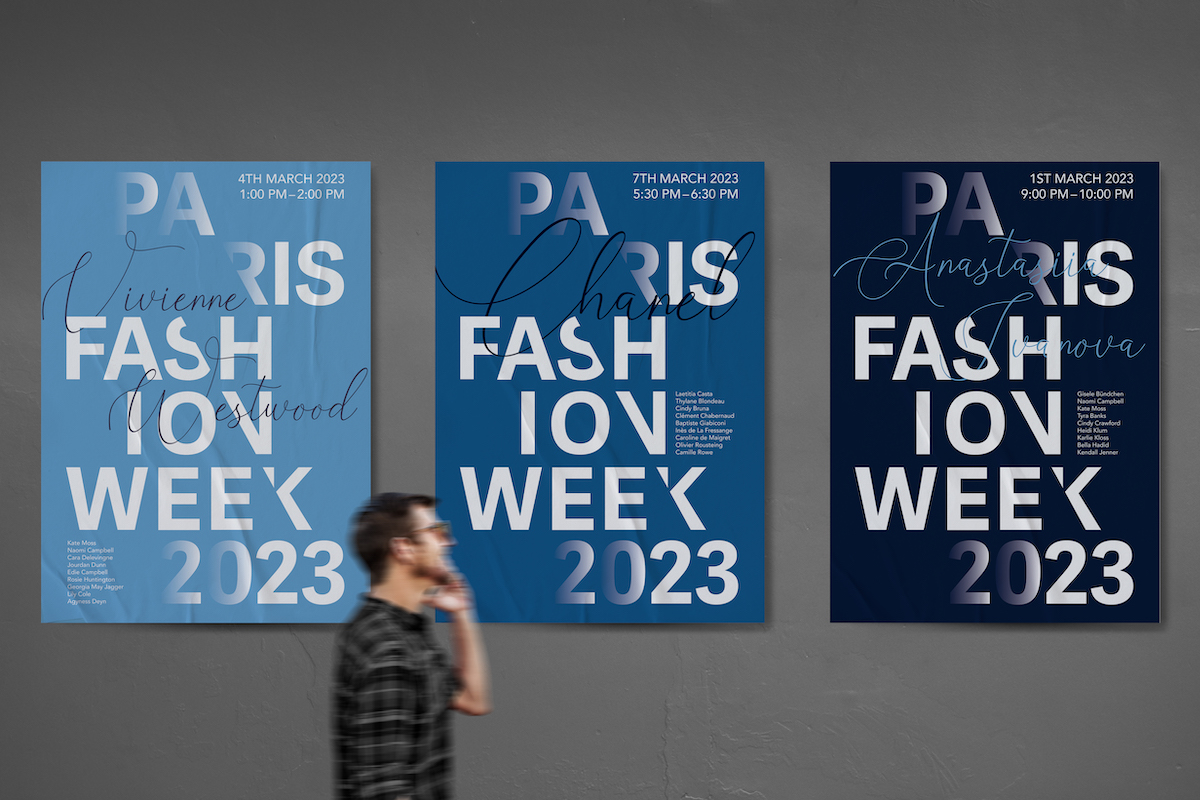 4TH MARCH 2023
1:00 PM–2:00 PM
PA
RIS
Vivienne
FASH
Westwood
ION
WEEK
Kate Moss
Naomi Campbell
Cara Delevingne
Jourdan Dunn
Edie Campbell
Rosie Huntington
Georgia May Jagger
Lily Cole
Agyness Deyn
2023
7TH MARCH 2023
5:30 PM–6:30 PM
PA
RIS
Chanel
FASH
ION
Laetitia Casta
Thylane Blondeau
Cindy Bruna
Clément Chabernaud
Baptiste Giabiconi
Inès de La Fressange
Caroline de Maigret
Olivier Rousteing
Camille Rowe
WEEK
2023
1ST MARCH 2023
9:00 PM–10:00 PM
PA
RIS
Anastasiia
Ivanova
FASH
ION
Gisele Bündchen
Naomi Campbell
Kate Moss
Tyra Banks
Cindy Crawford
Heidi Klum
Karlie Kloss
Bella Hadid
Kendall Jenner
WEEK
2023